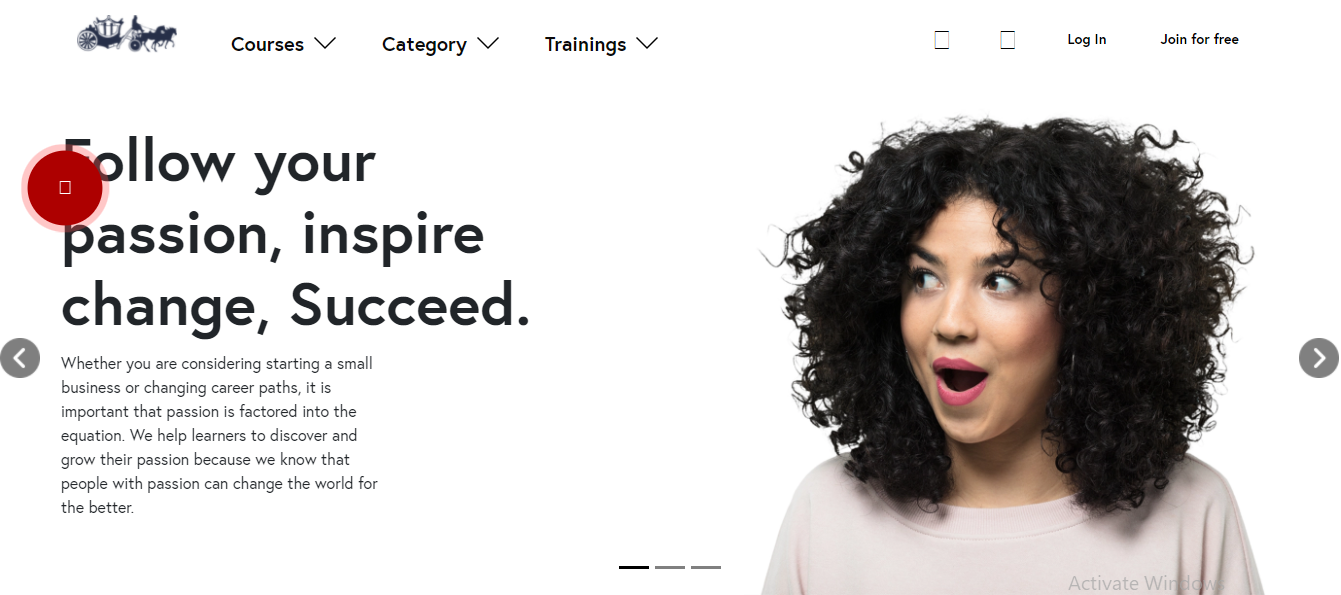 Courses
Category
Trainings
Log In
Join for free
Follow your
passion, inspire
change, Succeed.
Whether you are considering starting a small
business or changing career paths, it is
important that passion is factored into the
equation. We help learners to discover and
grow their passion because we know that
people with passion can change the world for
the better.
Activate Windows